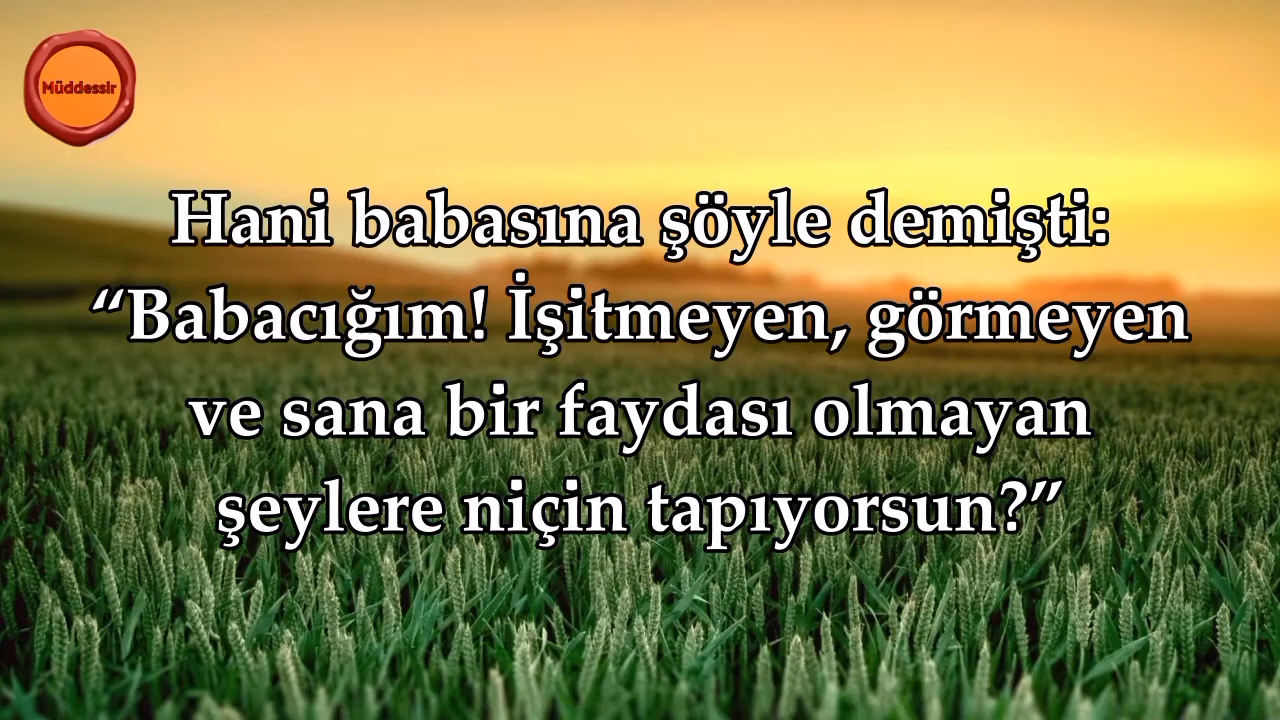 Müddessir
Hani babasına şöyle demişti:
“Babacığım! İşitmeyen, görmeyen
ve sana bir faydası olmayan
şeylere niçin tapıyorsun?”